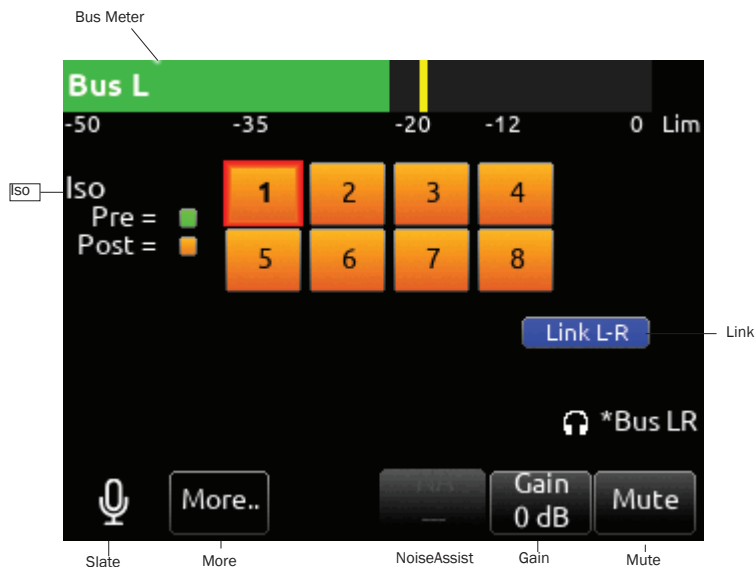 Bus Meter
Bus L
-50 -35 -20 -12 0 Lim
Iso
Iso
Pre =
Post =
1 2 3 4
5 6 7 8
Link L-R
Link
*Bus LR
More..
Gain
0 dB
Mute
Slate More NoiseAssist Gain Mute